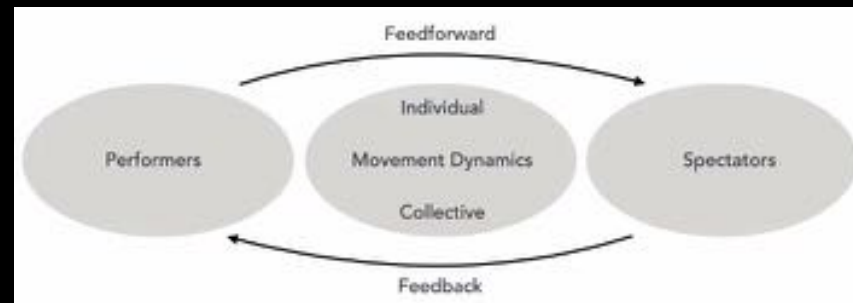 Feedforward
Individual
Performers
Movement Dynamics
Spectators
Collective
Feedback